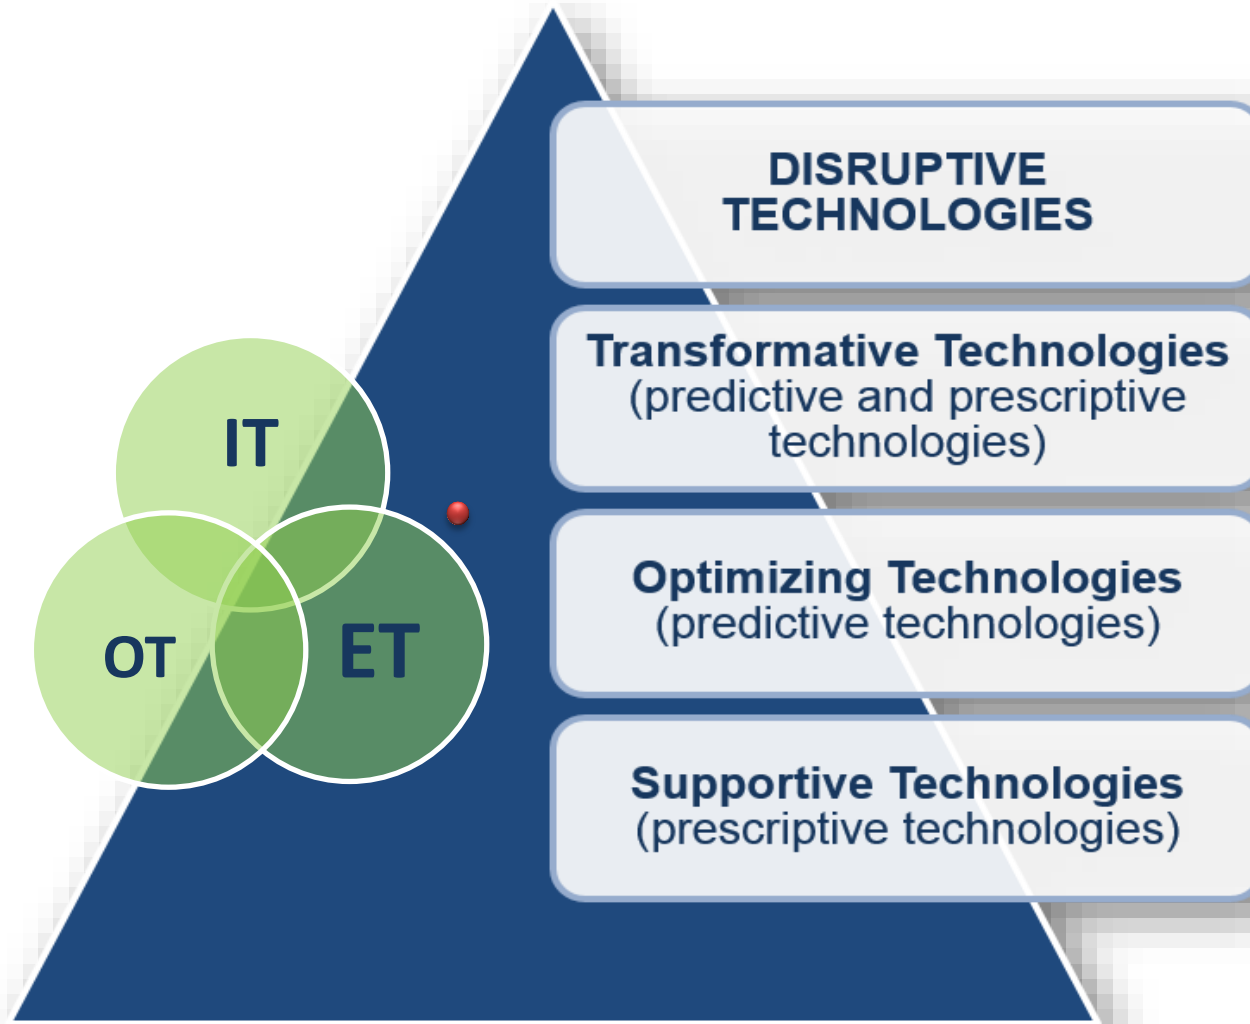 DISRUPTIVE
TECHNOLOGIES
Transformative Technologies
(predictive and prescriptive
technologies)
IT
Optimizing Technologies
(predictive technologies)
OT
ET
Supportive Technologies
(prescriptive technologies)